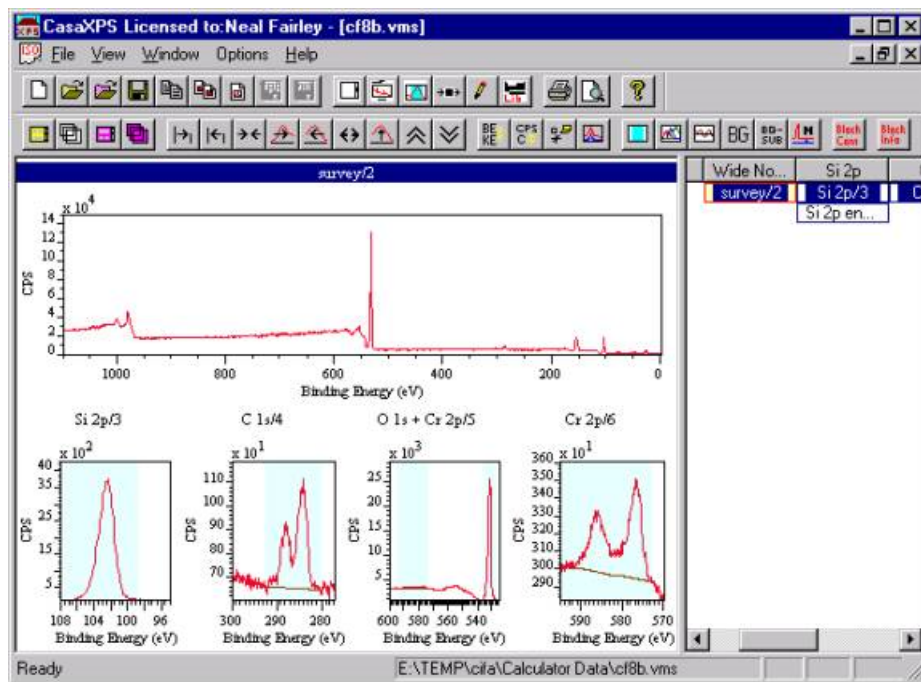 CasaXPS Licensed to:Neal Fairley - [cf8b.vms]
File View Window Options Help
BE KE CPS C BG BG-SUB Block Cont Block Info
survey/2
Wide No... Si 2p
survey/2 Si 2p/3 C
Si 2p en...
x 10^4
14
12
10
8
6
4
2
0
CPS
1000 800 600 400 200 0
Binding Energy (eV)
Si 2p/3
x 10^2
40
35
25
15
5
CPS
108 104 100 96
Binding Energy (eV)
C 1s/4
x 10^1
110
100
90
80
70
CPS
300 290 280
Binding Energy (eV)
O 1s + Cr 2p/5
x 10^3
25
20
15
10
5
CPS
600 580 560 540
Binding Energy (eV)
Cr 2p/6
x 10^1
360
350
340
330
320
310
300
290
CPS
590 580 570
Binding Energy (eV)
Ready E:\TEMP\cifa\Calculator Data\cf8b.vms